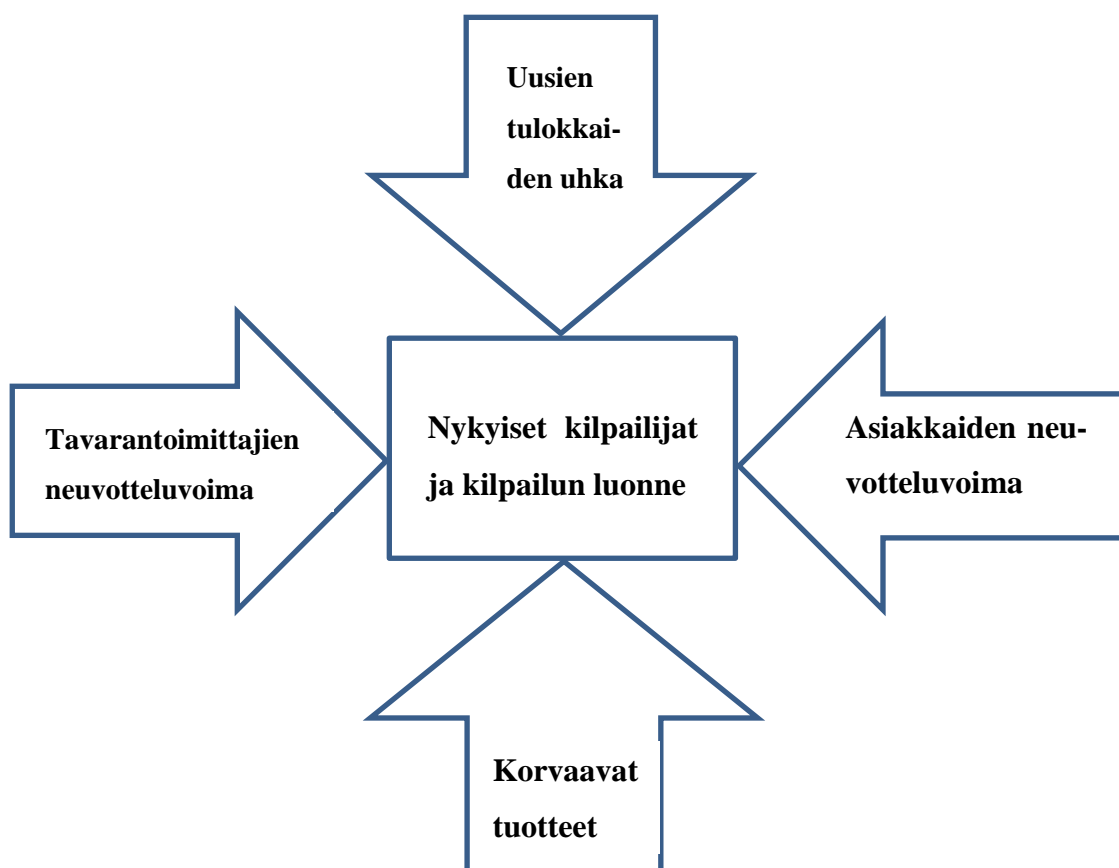 Uusien
tulokkai-
den uhka
Tavarantoimittajien
neuvotteluvoima
Nykyiset kilpailijat
ja kilpailun luonne
Asiakkaiden neu-
votteluvoima
Korvaavat
tuotteet